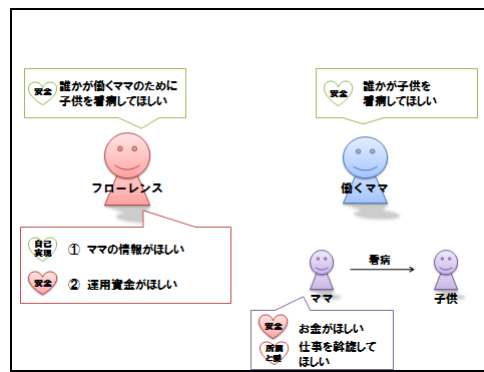 安全 誰かが働くママのために
子供を看病してほしい
安全 誰かが子供を
看病してほしい
フローレンス
働くママ
自己
実現
① ママの情報がほしい
安全 ② 運用資金がほしい
看病
ママ
子供
安全 お金がほしい
所属
と愛
仕事を斡旋して
ほしい